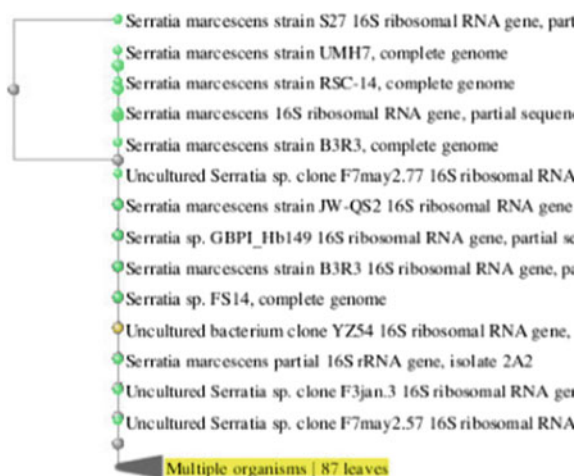 Serratia marcescens strain S27 16S ribosomal RNA gene, part
Serratia marcescens strain UMH7, complete genome
Serratia marcescens strain RSC-14, complete genome
Serratia marcescens 16S ribosomal RNA gene, partial sequenc
Serratia marcescens strain B3R3, complete genome
Uncultured Serratia sp. clone F7may2.77 16S ribosomal RNA
Serratia marcescens strain JW-QS2 16S ribosomal RNA gene
Serratia sp. GBPI_Hb149 16S ribosomal RNA gene, partial se
Serratia marcescens strain B3R3 16S ribosomal RNA gene, pa
Serratia sp. FS14, complete genome
Uncultured bacterium clone YZ54 16S ribosomal RNA gene,
Serratia marcescens partial 16S rRNA gene, isolate 2A2
Uncultured Serratia sp. clone F3jan.3 16S ribosomal RNA gen
Uncultured Serratia sp. clone F7may2.57 16S ribosomal RNA
Multiple organisms | 87 leaves